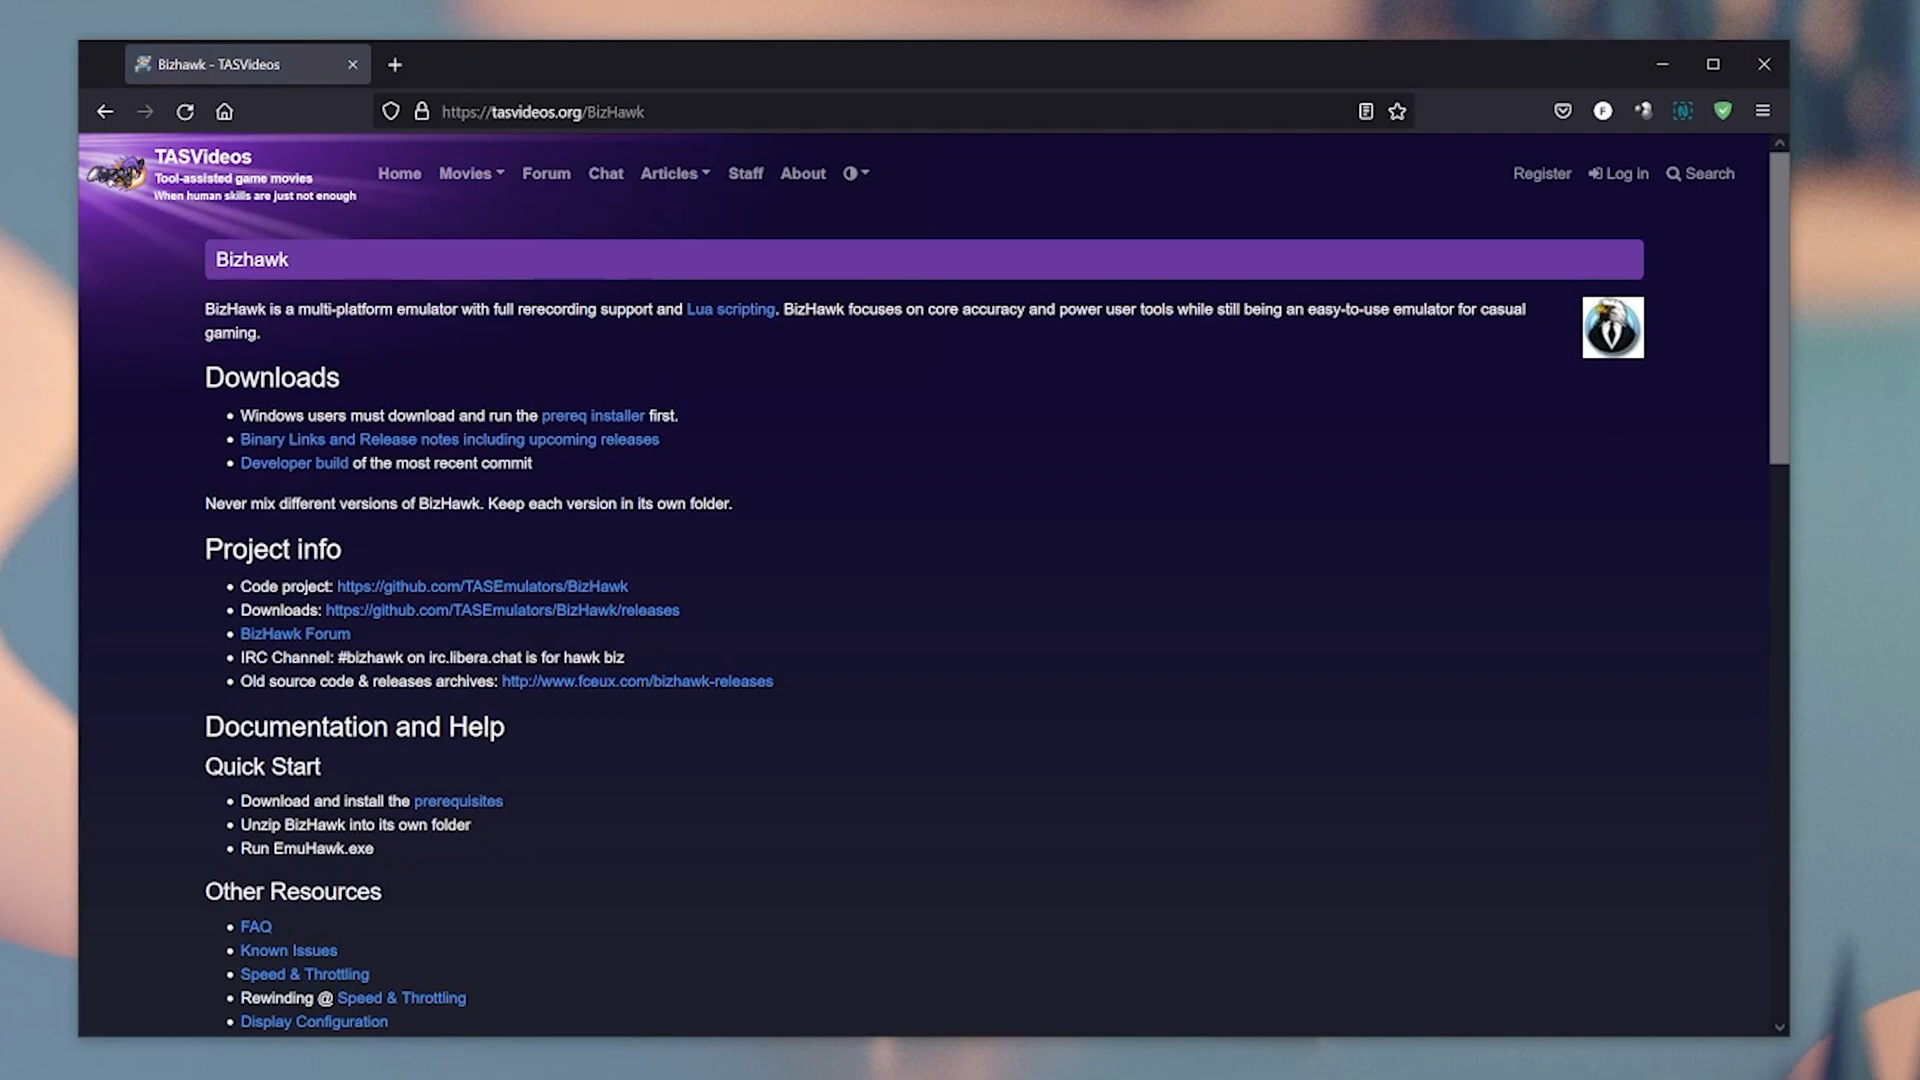 Bizhawk - TASVideos
https://tasvideos.org/BizHawk
TASVideos
Tool-assisted game movies
When human skills are just not enough
Home Movies Forum Chat Articles Staff About
Register Log in Search
Bizhawk
BizHawk is a multi-platform emulator with full rerecording support and Lua scripting. BizHawk focuses on core accuracy and power user tools while still being an easy-to-use emulator for casual
gaming.
Downloads
• Windows users must download and run the prereq installer first.
• Binary Links and Release notes including upcoming releases
• Developer build of the most recent commit
Never mix different versions of BizHawk. Keep each version in its own folder.
Project info
• Code project: https://github.com/TASEmulators/BizHawk
• Downloads: https://github.com/TASEmulators/BizHawk/releases
• BizHawk Forum
• IRC Channel: #bizhawk on irc.libera.chat is for hawk biz
• Old source code & releases archives: http://www.fceux.com/bizhawk-releases
Documentation and Help
Quick Start
• Download and install the prerequisites
• Unzip BizHawk into its own folder
• Run EmuHawk.exe
Other Resources
• FAQ
• Known Issues
• Speed & Throttling
• Rewinding @ Speed & Throttling
• Display Configuration